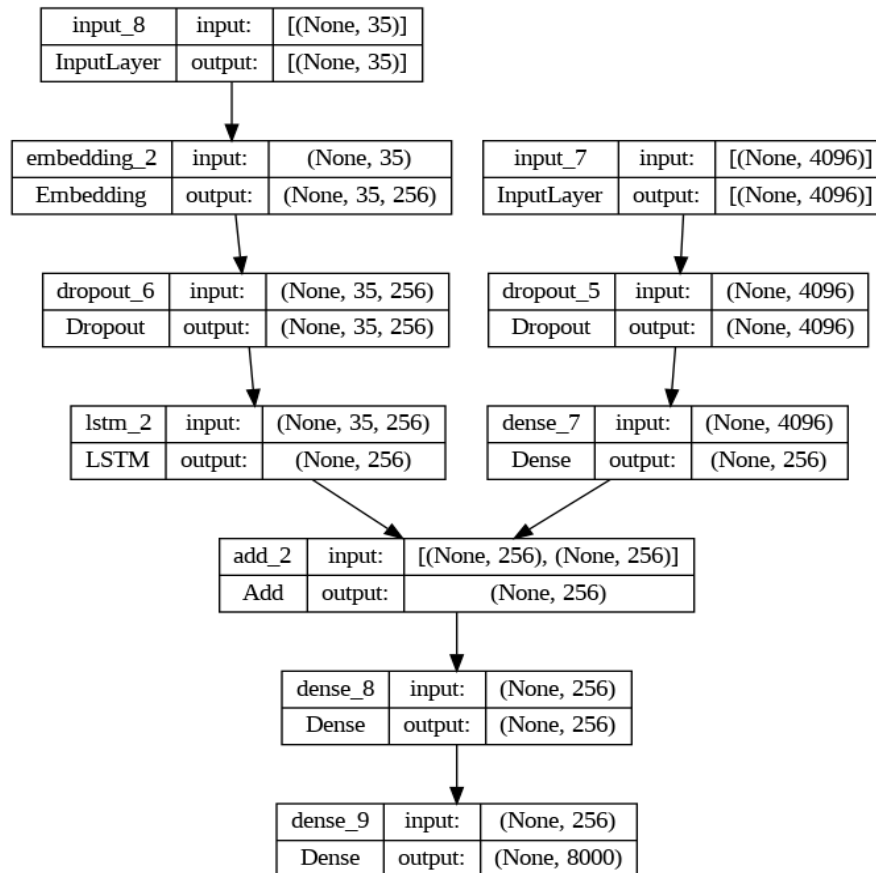 input_8 input: [(None, 35)]
InputLayer output: [(None, 35)]
embedding_2 input: (None, 35)
Embedding output: (None, 35, 256)
input_7 input: [(None, 4096)]
InputLayer output: [(None, 4096)]
dropout_6 input: (None, 35, 256)
Dropout output: (None, 35, 256)
dropout_5 input: (None, 4096)
Dropout output: (None, 4096)
lstm_2 input: (None, 35, 256)
LSTM output: (None, 256)
dense_7 input: (None, 4096)
Dense output: (None, 256)
add_2 input: [(None, 256), (None, 256)]
Add output: (None, 256)
dense_8 input: (None, 256)
Dense output: (None, 256)
dense_9 input: (None, 256)
Dense output: (None, 8000)